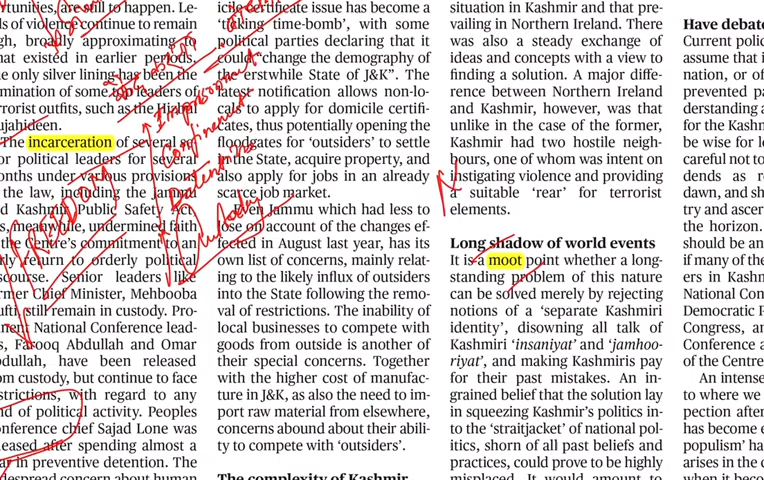 rtunities, are still to happen. Le-
of violence continue to remain
broadly approximating to
hat existed in earlier periods.
he only silver lining has been the
mination of some top leaders of
rrorist outfits, such as the Hizbul
ujahideen.
The incarceration of several
or political leaders for several
onths under various provisions
the law, including the Jammu
d Kashmir Public Safety Act,
meanwhile, undermined faith
the Centre's commitment to an
return to orderly political
scourse. Senior leaders like
rmer Chief Minister, Mehbooba
ufti, still remain in custody. Pro-
National Conference lead-
s, Farooq Abdullah and Omar
bdullah, have been released
om custody, but continue to face
strictions, with regard to any
nd of political activity. Peoples
onference chief Sajad Lone was
eased after spending almost a
ar in preventive detention. The
despread concern about human
icile certificate issue has become a
'ticking time-bomb', with some
political parties declaring that it
could "change the demography of
the erstwhile State of J&K". The
latest notification allows non-lo-
cals to apply for domicile certifi-
cates, thus potentially opening the
floodgates for 'outsiders' to settle
in the State, acquire property, and
also apply for jobs in an already
scarce job market.
Even Jammu which had less to
lose on account of the changes ef-
fected in August last year, has its
own list of concerns, mainly relat-
ing to the likely influx of outsiders
into the State following the remo-
val of restrictions. The inability of
local businesses to compete with
goods from outside is another of
their special concerns. Together
with the higher cost of manufac-
ture in J&K, as also the need to im-
port raw material from elsewhere,
concerns abound about their abili-
ty to compete with 'outsiders'.
The complexity of Kashmir
situation in Kashmir and that pre-
vailing in Northern Ireland. There
was also a steady exchange of
ideas and concepts with a view to
finding a solution. A major diffe-
rence between Northern Ireland
and Kashmir, however, was that
unlike in the case of the former,
Kashmir had two hostile neigh-
bours, one of whom was intent on
instigating violence and providing
a suitable 'rear' for terrorist
elements.
Long shadow of world events
It is a moot point whether a long-
standing problem of this nature
can be solved merely by rejecting
notions of a 'separate Kashmiri
identity', disowning all talk of
Kashmiri 'insaniyat' and 'jamhoo-
riyat', and making Kashmiris pay
for their past mistakes. An in-
grained belief that the solution lay
in squeezing Kashmir's politics in-
to the 'straitjacket' of national pol-
itics, shorn of all past beliefs and
practices, could prove to be highly
misplaced. It would amount to
Have debate
Current polic
assume that i
nation, or of
prevented pa
derstanding a
for the Kashm
be wise for le
careful not to
dends as re
dawn, and sh
try and ascer
the horizon.
should be an
if many of the
ers in Kashm
National Con
Democratic P
Congress, an
Conference a
of the Centre
An intense
to where we
pection after
has become e
populism' ha
arises in the c
when it becom
FREEDOM
Imprisonment
Confinement
Detention
Custody